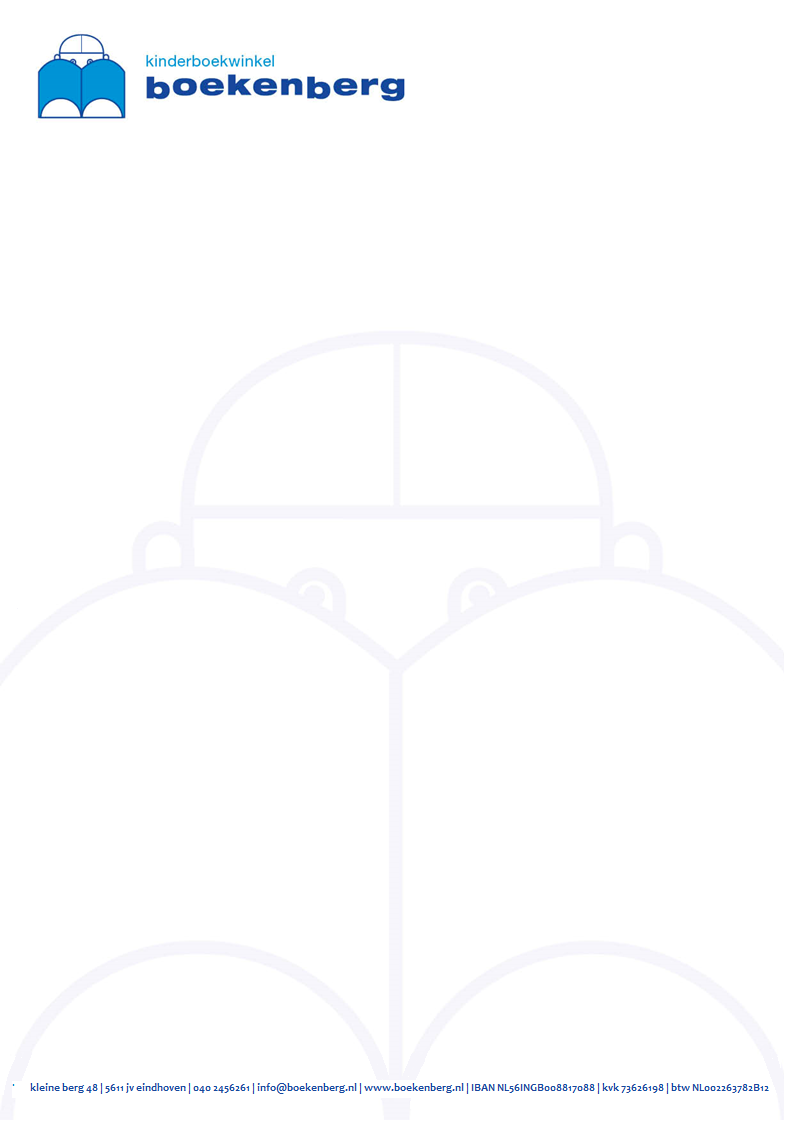 kinderboekwinkel
boekenberg
kleine berg 48 | 5611 jv eindhoven | 040 2456261 | info@boekenberg.nl | www.boekenberg.nl | IBAN NL56INGB008817088 | kvk 73626198 | btw NL002263782B12